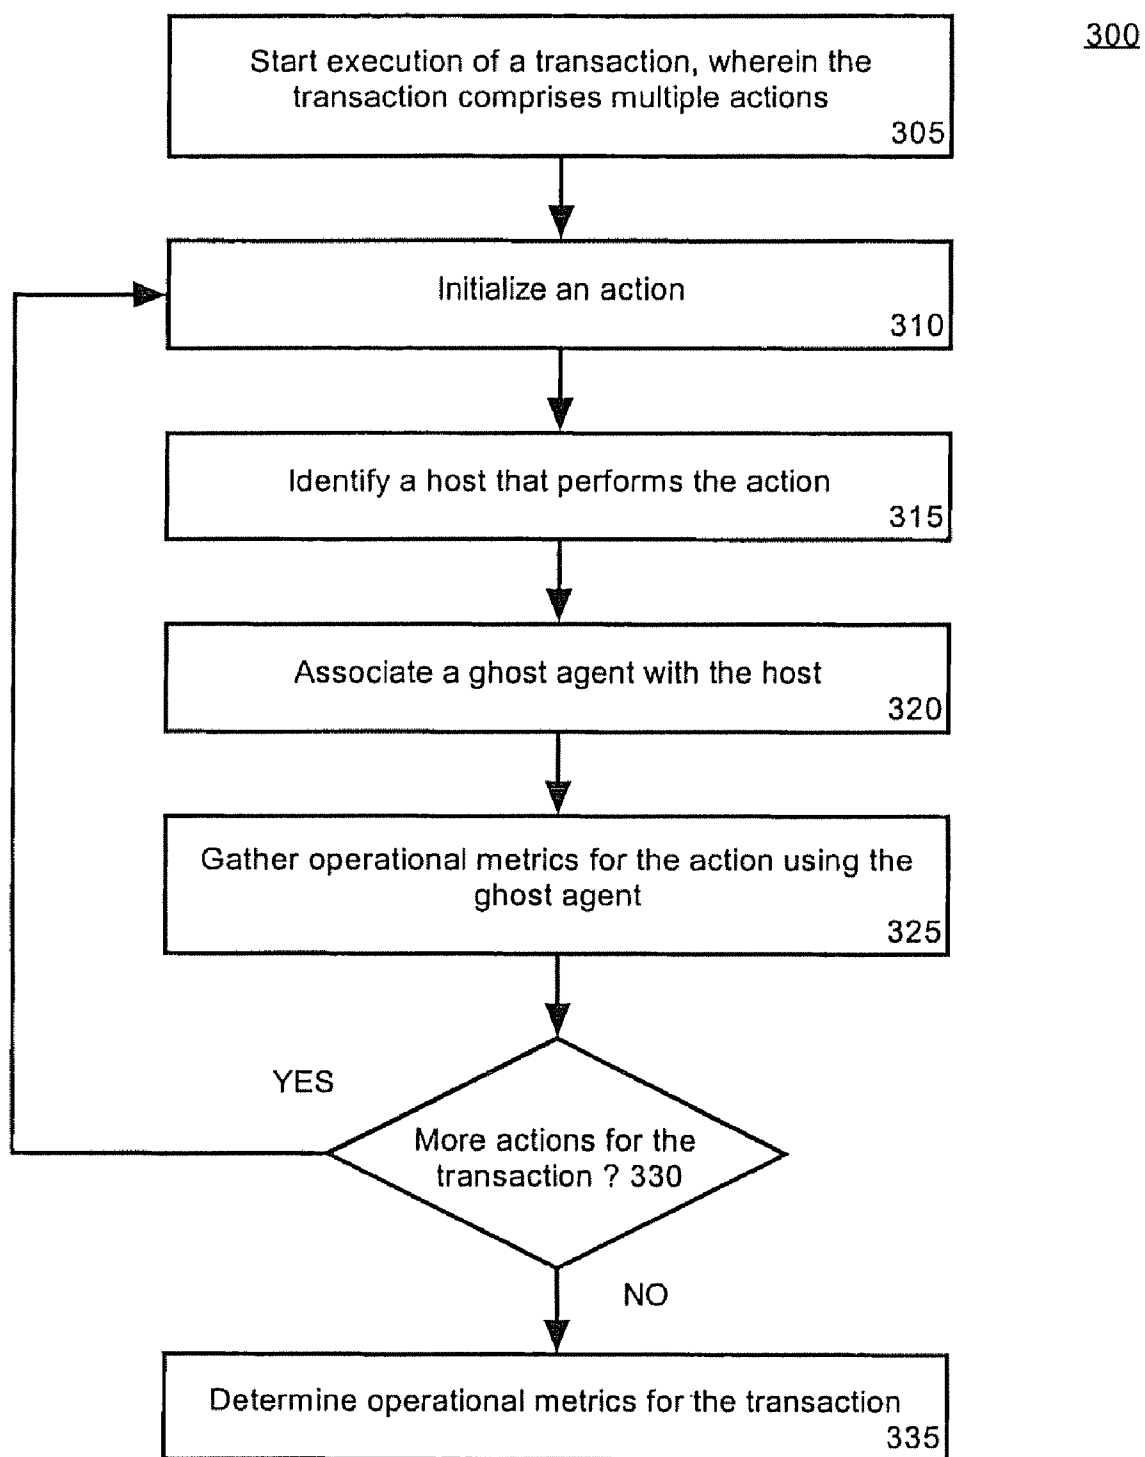 300
Start execution of a transaction, wherein the
transaction comprises multiple actions
305
Initialize an action
310
Identify a host that performs the action
315
Associate a ghost agent with the host
320
Gather operational metrics for the action using the
ghost agent
325
YES
More actions for the
transaction ? 330
NO
Determine operational metrics for the transaction
335